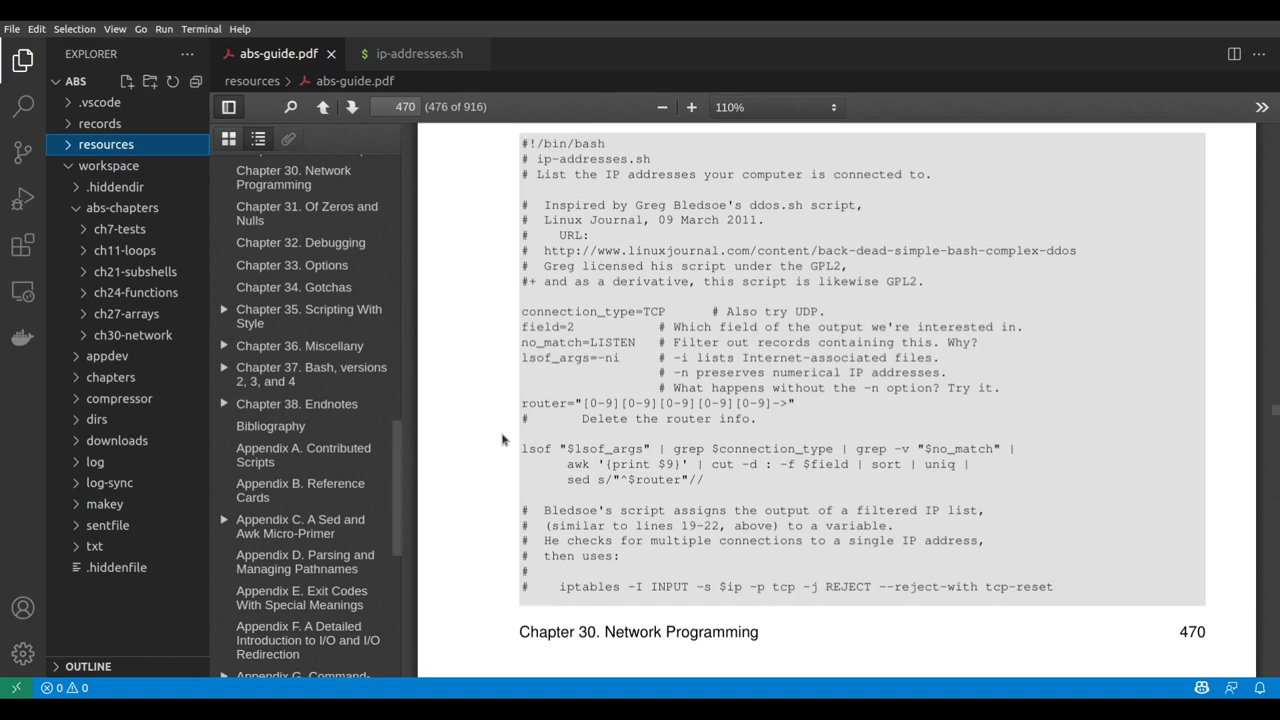 File Edit Selection View Go Run Terminal Help
EXPLORER
ABS
.vscode
records
resources
workspace
.hiddendir
abs-chapters
ch7-tests
ch11-loops
ch21-subshells
ch24-functions
ch27-arrays
ch30-network
appdev
chapters
compressor
dirs
downloads
log
log-sync
makey
sentfile
txt
.hiddenfile
OUTLINE
abs-guide.pdf
$ ip-addresses.sh
resources > abs-guide.pdf
470 (476 of 916)
110%
Chapter 30. Network
Programming
Chapter 31. Of Zeros and
Nulls
Chapter 32. Debugging
Chapter 33. Options
Chapter 34. Gotchas
Chapter 35. Scripting With
Style
Chapter 36. Miscellany
Chapter 37. Bash, versions
2, 3, and 4
Chapter 38. Endnotes
Bibliography
Appendix A. Contributed
Scripts
Appendix B. Reference
Cards
Appendix C. A Sed and
Awk Micro-Primer
Appendix D. Parsing and
Managing Pathnames
Appendix E. Exit Codes
With Special Meanings
Appendix F. A Detailed
Introduction to I/O and I/O
Redirection
Appendix G. Command-
#!/bin/bash
# ip-addresses.sh
# List the IP addresses your computer is connected to.
#  Inspired by Greg Bledsoe's ddos.sh script,
#  Linux Journal, 09 March 2011.
#    URL:
#  http://www.linuxjournal.com/content/back-dead-simple-bash-complex-ddos
#  Greg licensed his script under the GPL2,
#+ and as a derivative, this script is likewise GPL2.
connection_type=TCP      # Also try UDP.
field=2           # Which field of the output we're interested in.
no_match=LISTEN   # Filter out records containing this. Why?
lsof_args=-ni     # -i lists Internet-associated files.
                  # -n preserves numerical IP addresses.
                  # What happens without the -n option? Try it.
router="[0-9][0-9][0-9][0-9][0-9]->"
#       Delete the router info.
lsof "$lsof_args" | grep $connection_type | grep -v "$no_match" |
      awk '{print $9}' | cut -d : -f $field | sort | uniq |
      sed s/"^$router"//
#  Bledsoe's script assigns the output of a filtered IP list,
#  (similar to lines 19-22, above) to a variable.
#  He checks for multiple connections to a single IP address,
#  then uses:
#
#    iptables -I INPUT -s $ip -p tcp -j REJECT --reject-with tcp-reset
Chapter 30. Network Programming 470
0 0